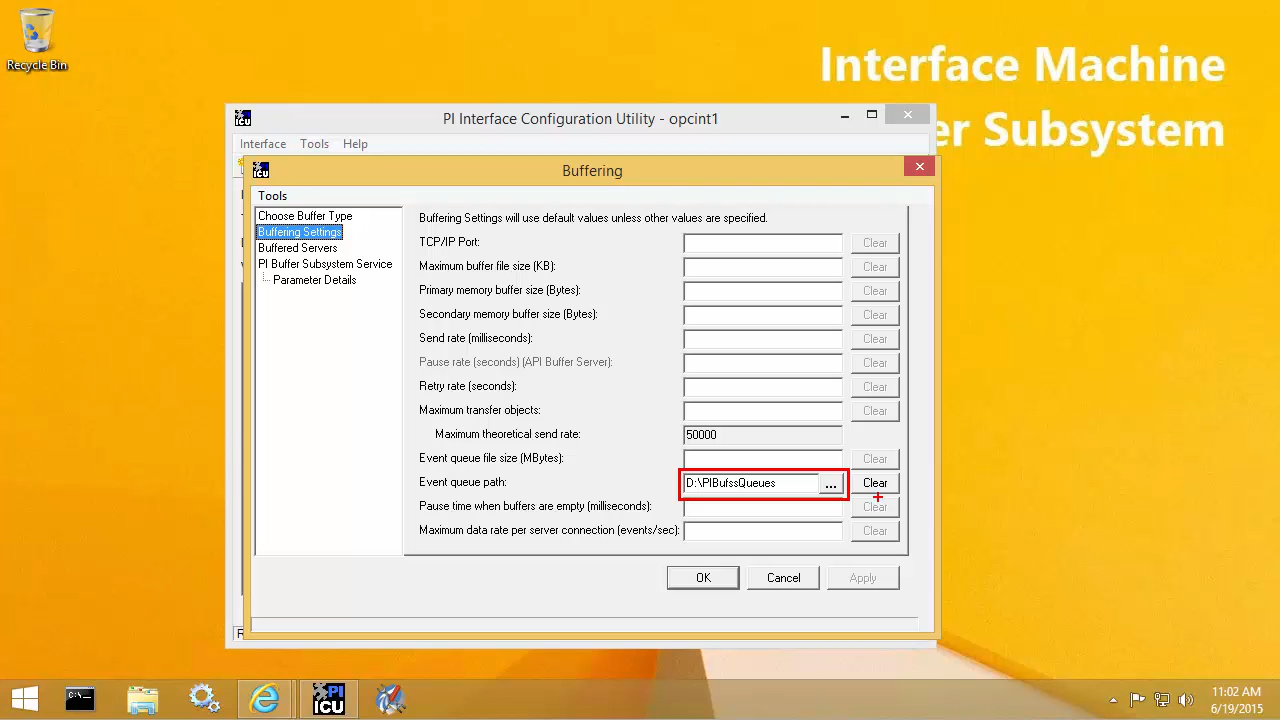 Recycle Bin
Interface Machine
er Subsystem
ICU
PI Interface Configuration Utility - opcint1
Interface Tools Help
ICU
Buffering
Tools
Choose Buffer Type
Buffering Settings
Buffered Servers
PI Buffer Subsystem Service
Parameter Details
Buffering Settings will use default values unless other values are specified.
TCP/IP Port: Clear
Maximum buffer file size (KB): Clear
Primary memory buffer size (Bytes): Clear
Secondary memory buffer size (Bytes): Clear
Send rate (milliseconds): Clear
Pause rate (seconds) (API Buffer Server): Clear
Retry rate (seconds): Clear
Maximum transfer objects: Clear
Maximum theoretical send rate: 50000
Event queue file size (MBytes): Clear
Event queue path: D:\PIBufssQueues ... Clear
Pause time when buffers are empty (milliseconds): Clear
Maximum data rate per server connection (events/sec): Clear
OK Cancel Apply
C:\_
PI
ICU
11:02 AM
6/19/2015